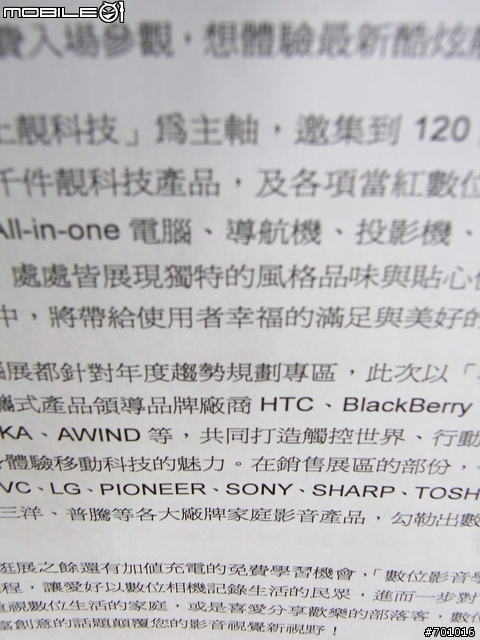 MOBILE01
費入場參觀，想體驗最新酷炫
上靚科技」為主軸，邀集到 120
千件靚科技產品，及各項當紅數位
All-in-one 電腦、導航機、投影機、
處處皆展現獨特的風格品味與貼心
中，將帶給使用者幸福的滿足與美好的
展都針對年度趨勢規劃專區，此次以「
式產品領導品牌廠商 HTC、BlackBerry
KA、AWIND 等，共同打造觸控世界、行動
體驗移動科技的魅力。在銷售展區的部份，
VC、LG、PIONEER、SONY、SHARP、TOSH
三洋、普騰等各大廠牌家庭影音產品，勾勒出數
逛展之餘還有加值充電的免費學習機會，「數位影音學
程，讓愛好以數位相機記錄生活的民眾，進而一步對
視數位生活的家庭，或是喜愛分享歡樂的部落客，數位
富創意的話題顛覆您的影音視覺新視野！
#701016